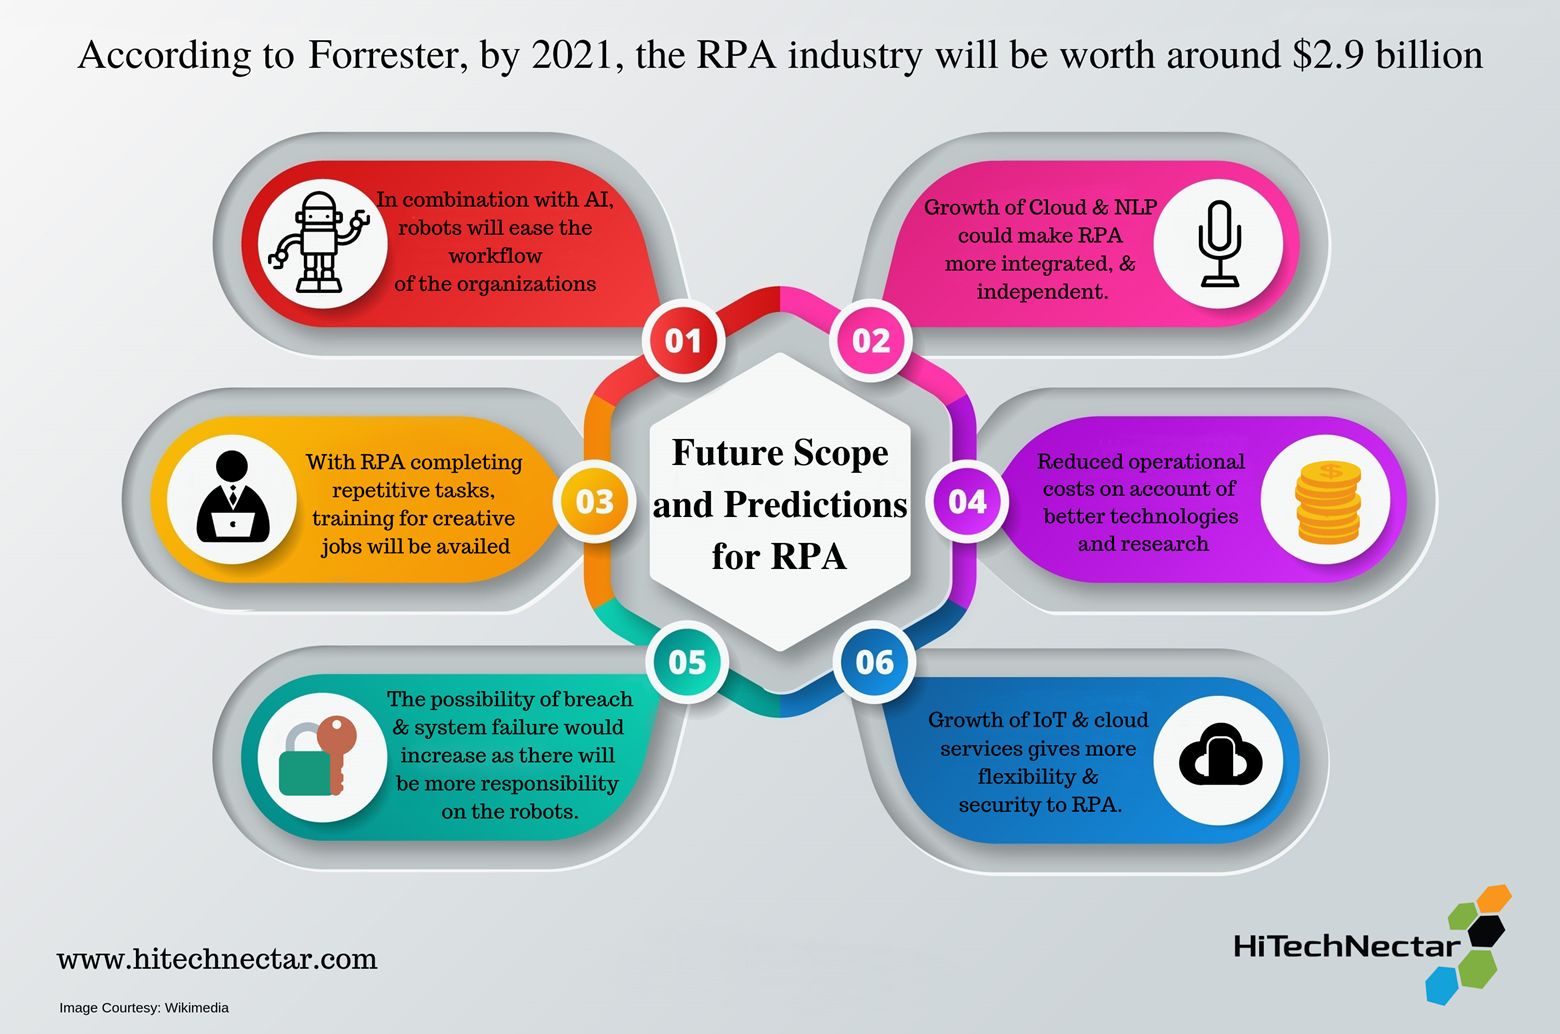 According to Forrester, by 2021, the RPA industry will be worth around $2.9 billion
In combination with AI,
robots will ease the
workflow
of the organizations
01
Growth of Cloud & NLP
could make RPA
more integrated, &
independent.
02
Future Scope
and Predictions
for RPA
With RPA completing
repetitive tasks,
training for creative
jobs will be availed
03
04
Reduced operational
costs on account of
better technologies
and research
$
The possibility of breach
& system failure would
increase as there will
be more responsibility
on the robots.
05
06
Growth of IoT & cloud
services gives more
flexibility &
security to RPA.
www.hitechnectar.com
HiTechNectar
Image Courtesy: Wikimedia